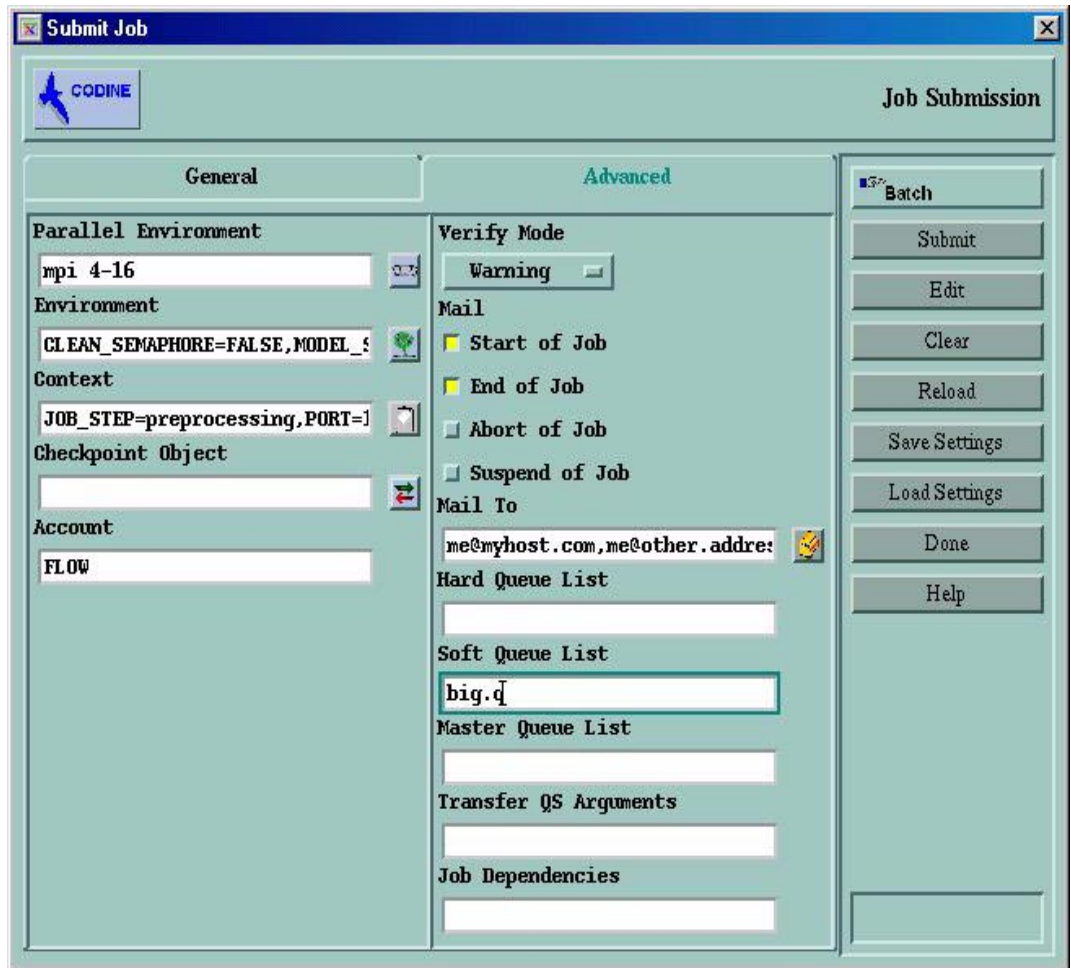 Submit Job
CODINE
Job Submission
General
Advanced
Parallel Environment
mpi 4-16
Environment
CLEAN_SEMAPHORE=FALSE,MODEL_S
Context
JOB_STEP=preprocessing,PORT=1
Checkpoint Object
Account
FLOW
Verify Mode
Warning
Mail
Start of Job
End of Job
Abort of Job
Suspend of Job
Mail To
me@myhost.com,me@other.addres
Hard Queue List
Soft Queue List
big.q
Master Queue List
Transfer QS Arguments
Job Dependencies
Batch
Submit
Edit
Clear
Reload
Save Settings
Load Settings
Done
Help